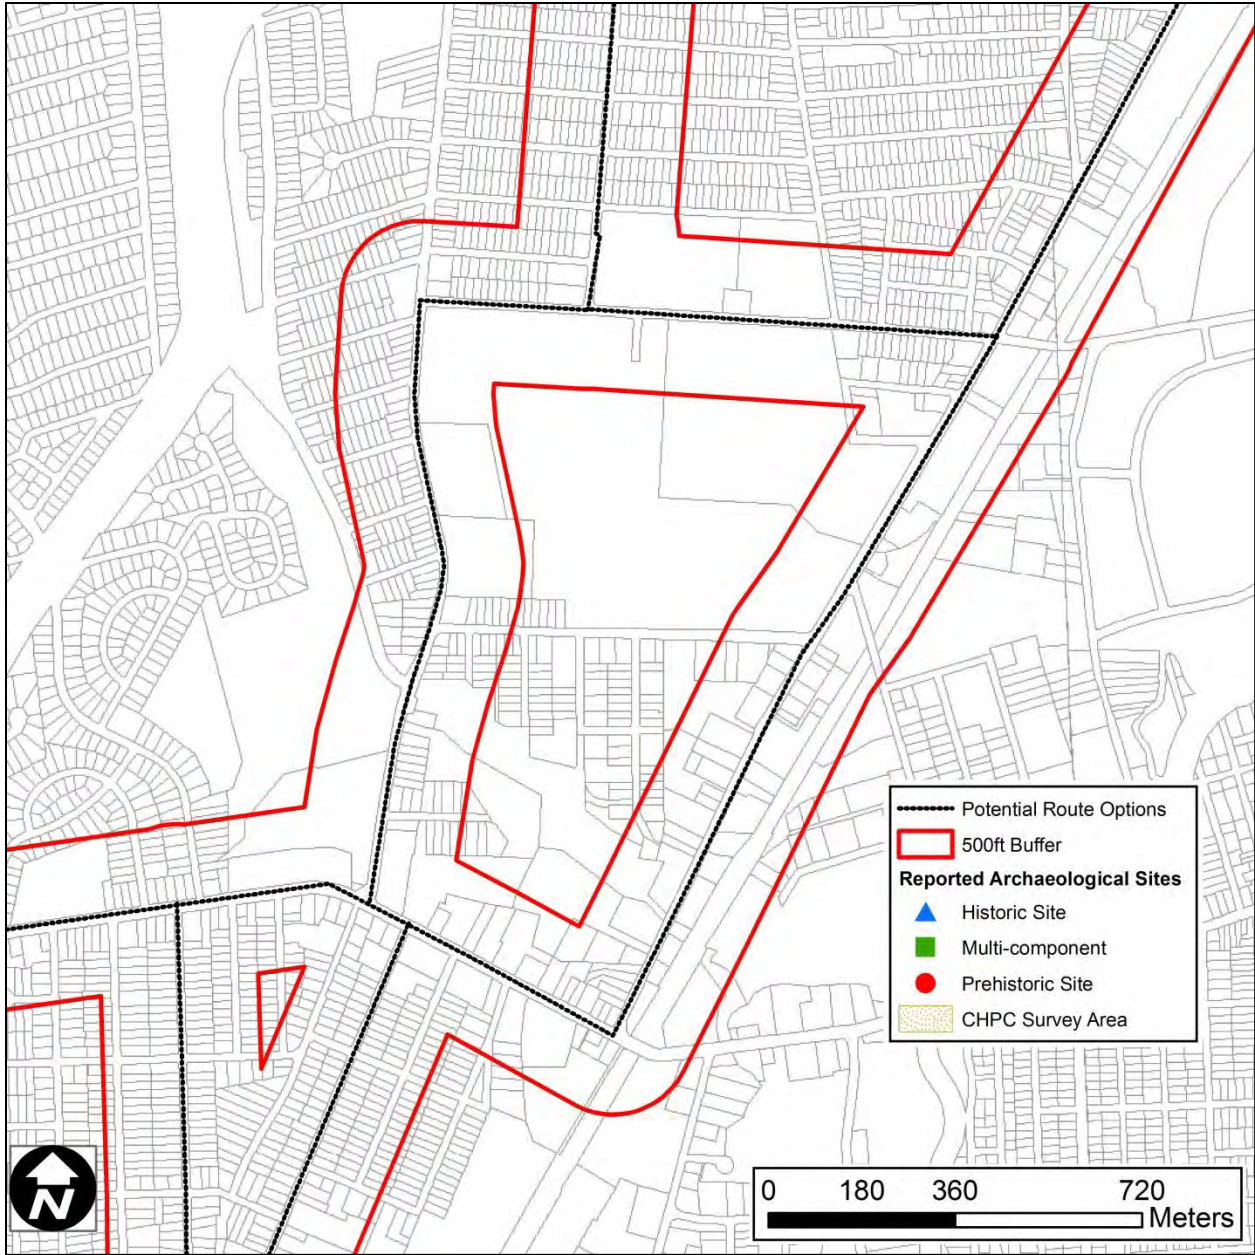 Potential Route Options
500ft Buffer
Reported Archaeological Sites
Historic Site
Multi-component
Prehistoric Site
CHPC Survey Area
N
0 180 360 720
Meters